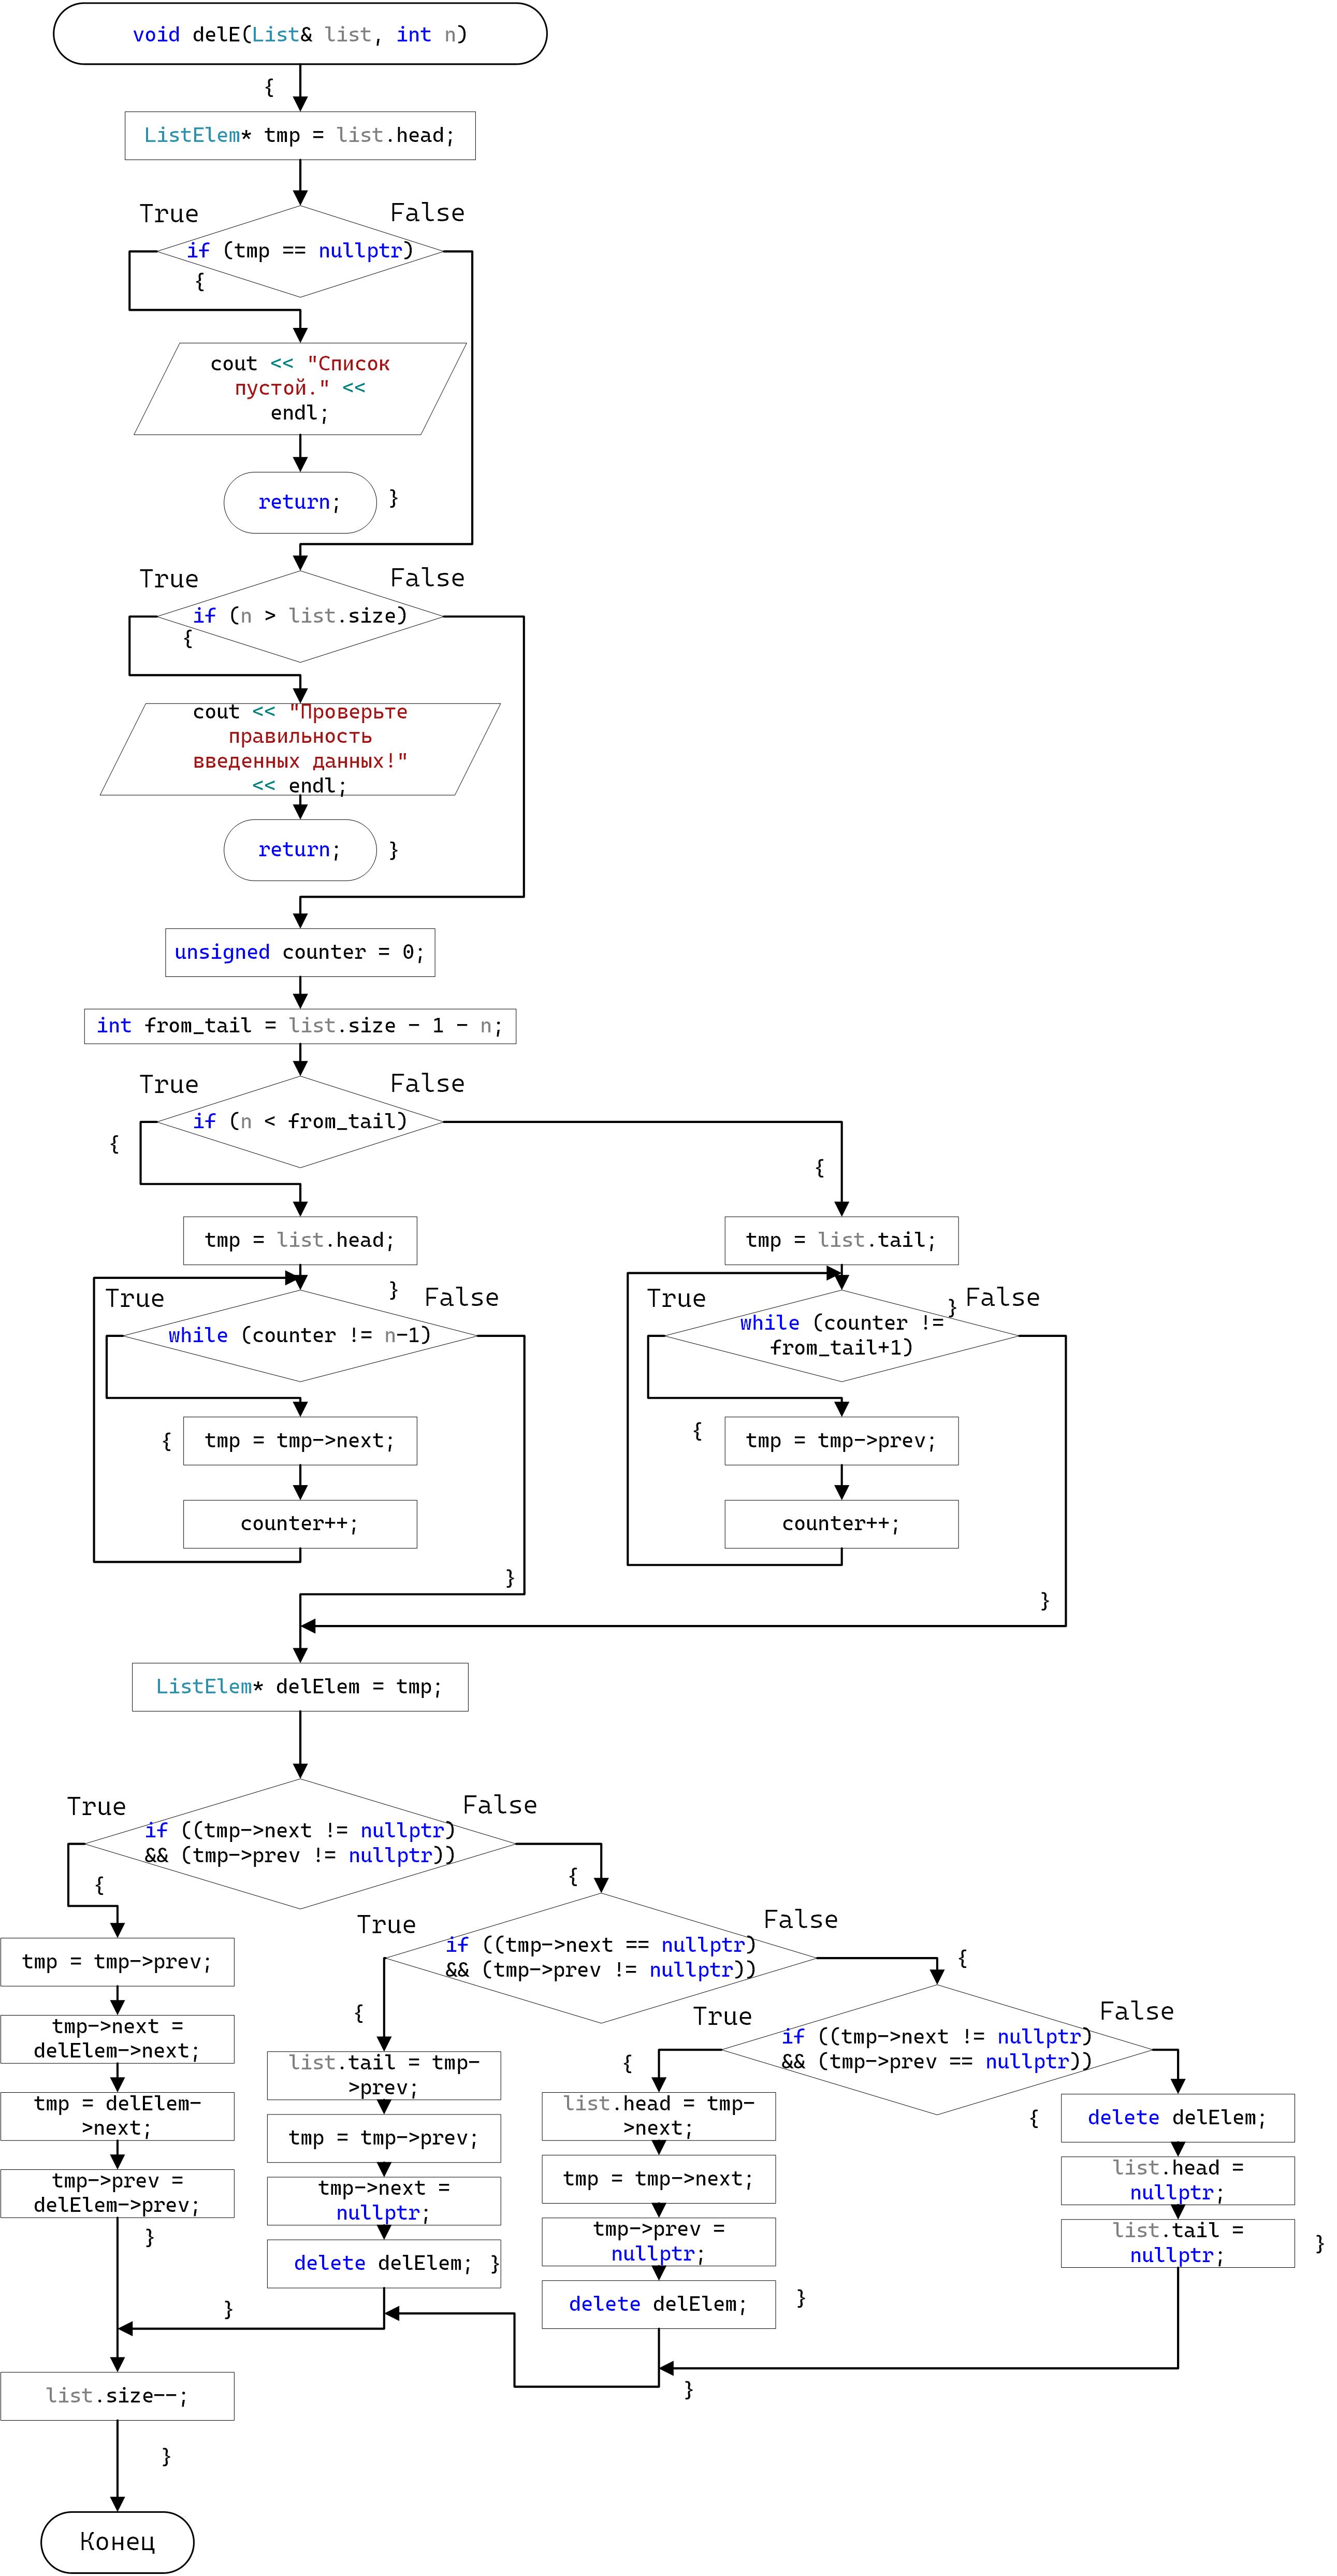 void delE(List& list, int n)
{
ListElem* tmp = list.head;
True
False
if (tmp == nullptr)
{
cout << "Список
пустой." <<
endl;
return;
}
True
False
if (n > list.size)
{
cout << "Проверьте
правильность
введенных данных!"
<< endl;
return;
}
unsigned counter = 0;
int from_tail = list.size - 1 - n;
True
False
if (n < from_tail)
{
{
tmp = list.head;
tmp = list.tail;
}
True
False
while (counter != n-1)
True
}
False
while (counter !=
from_tail+1)
{
tmp = tmp->next;
{
tmp = tmp->prev;
counter++;
counter++;
}
}
ListElem* delElem = tmp;
True
False
if ((tmp->next != nullptr)
&& (tmp->prev != nullptr))
{
{
True
False
if ((tmp->next == nullptr)
&& (tmp->prev != nullptr))
{
{
True
False
if ((tmp->next != nullptr)
&& (tmp->prev == nullptr))
{
{
tmp = tmp->prev;
tmp->next =
delElem->next;
tmp = delElem-
>next;
tmp->prev =
delElem->prev;
}
list.tail = tmp-
>prev;
tmp = tmp->prev;
tmp->next =
nullptr;
delete delElem;
}
list.head = tmp-
>next;
tmp = tmp->next;
tmp->prev =
nullptr;
delete delElem;
}
delete delElem;
list.head =
nullptr;
list.tail =
nullptr;
}
}
}
list.size--;
}
Конец